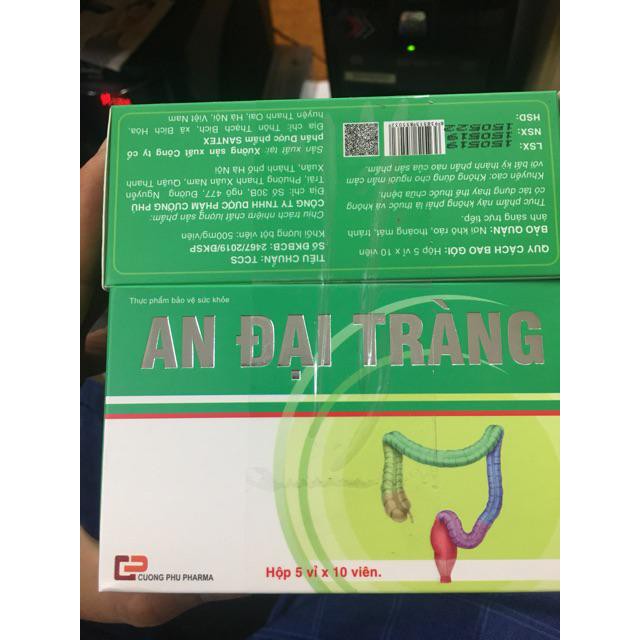 TIÊU CHUẨN: TCCS
Số ĐKBCB: 2467/2019/ĐKSP
Khối lượng bột viên: 500mg/viên
Chịu trách nhiệm chất lượng sản phẩm:
CÔNG TY TNHH DƯỢC PHẨM CƯỜNG PHÚ
Địa chỉ: Số 30B, ngõ 477, Đường Nguyễn
Trãi, Phường Thanh Xuân Nam, Quận Thanh
Xuân, Thành phố Hà Nội
Sản xuất tại: Xưởng sản xuất Công ty cổ
phần Dược phẩm SANTEX
Địa chỉ: Thôn Thạch Bích, xã Bích Hòa,
huyện Thanh Oai, Hà Nội, Việt Nam
QUY CÁCH BAO GÓI: Hộp 5 vỉ x 10 viên
BẢO QUẢN: Nơi khô, ráo, thoáng mát, tránh
ánh sáng trực tiếp.
Thực phẩm này không phải là thuốc và không
có tác dụng thay thế thuốc chữa bệnh.
Khuyến cáo: Không dùng cho người mẫn cảm
với bất kỳ thành phần nào của sản phẩm.
LSX:
NSX:
HSD:
Thực phẩm bảo vệ sức khỏe
AN ĐẠI TRÀNG
CUONG PHU PHARMA
Hộp 5 vỉ x 10 viên.